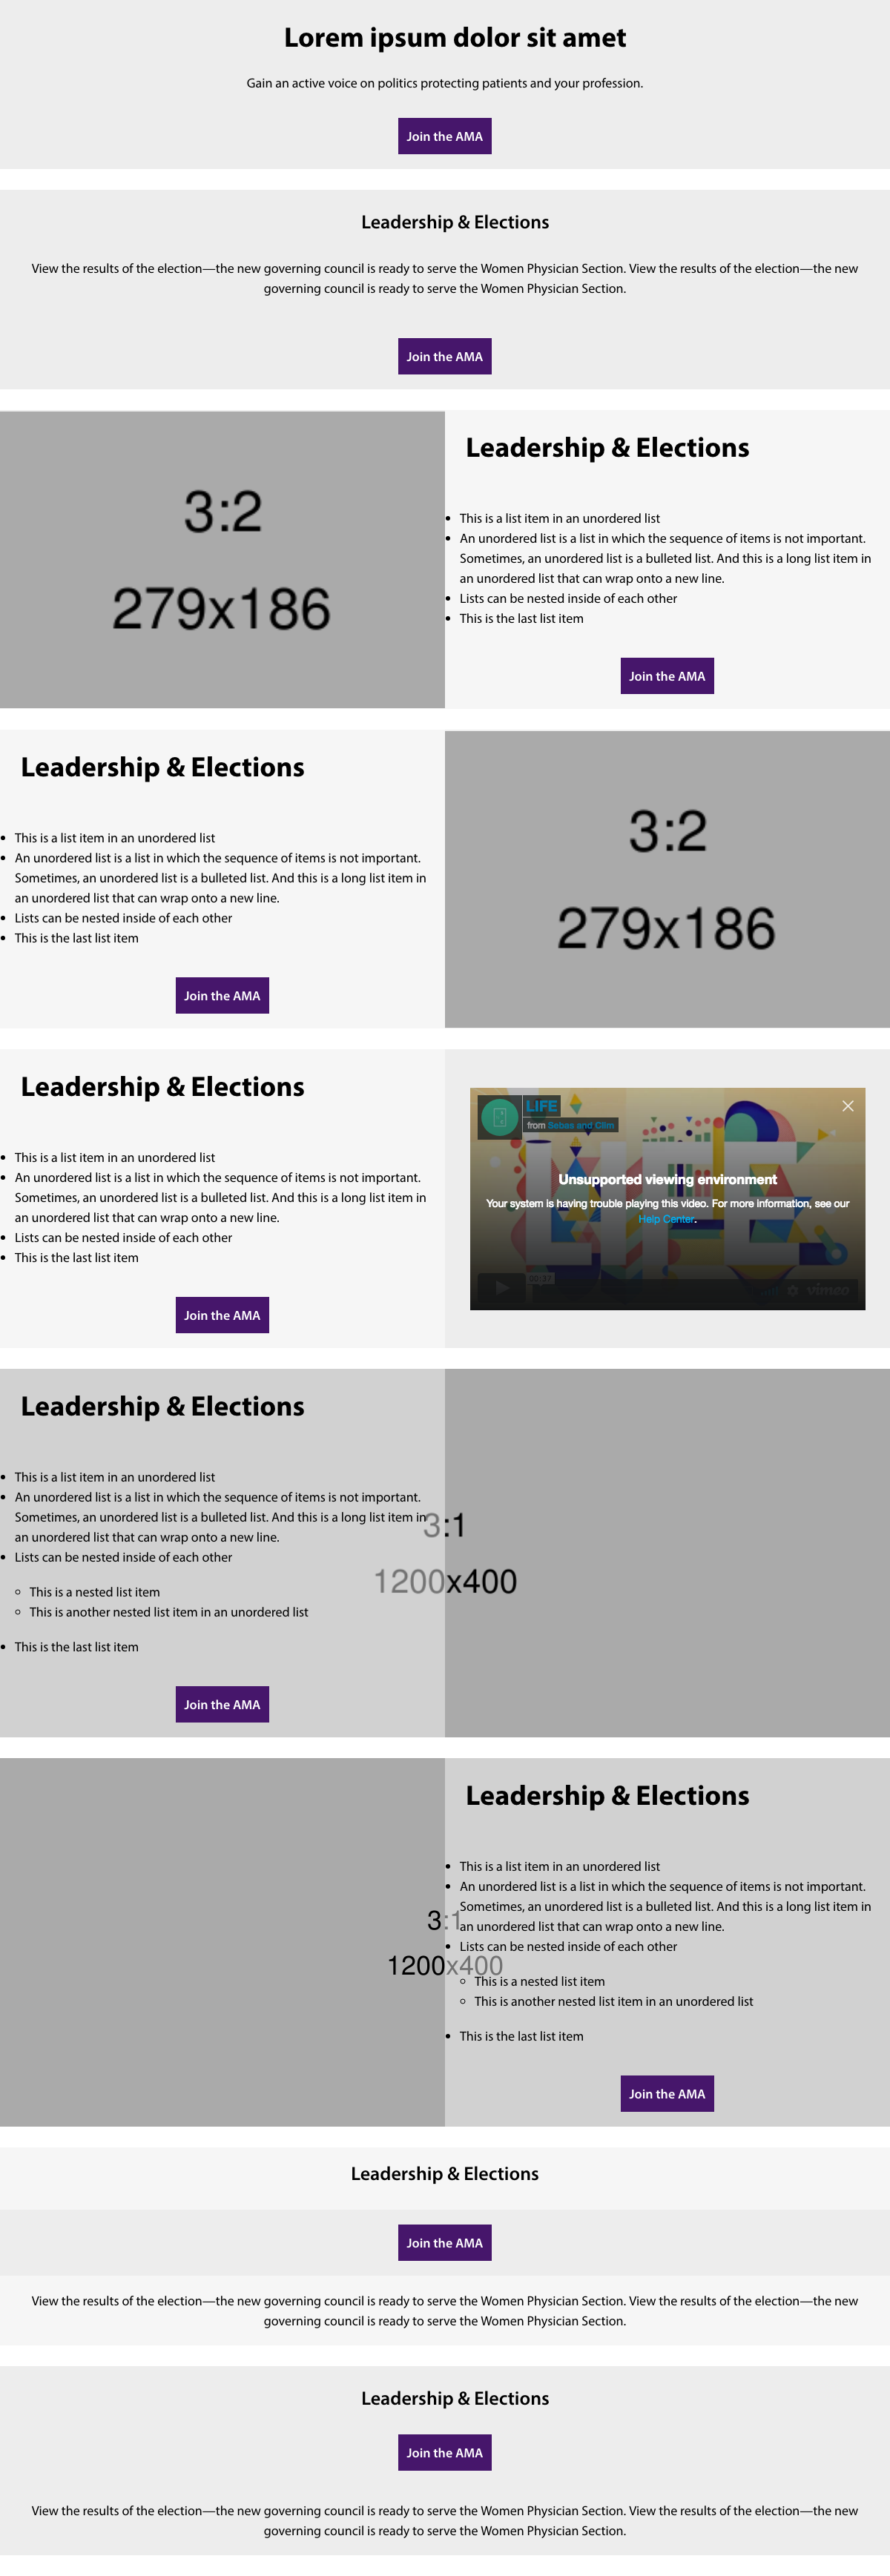 Lorem ipsum dolor sit amet
Gain an active voice on politics protecting patients and your profession.
Join the AMA
Leadership & Elections
View the results of the election—the new governing council is ready to serve the Women Physician Section. View the results of the election—the new
governing council is ready to serve the Women Physician Section.
Join the AMA
3:2
279x186
Leadership & Elections
This is a list item in an unordered list
An unordered list is a list in which the sequence of items is not important.
Sometimes, an unordered list is a bulleted list. And this is a long list item in
an unordered list that can wrap onto a new line.
Lists can be nested inside of each other
This is the last list item
Join the AMA
Leadership & Elections
This is a list item in an unordered list
An unordered list is a list in which the sequence of items is not important.
Sometimes, an unordered list is a bulleted list. And this is a long list item in
an unordered list that can wrap onto a new line.
Lists can be nested inside of each other
This is the last list item
Join the AMA
3:2
279x186
Leadership & Elections
This is a list item in an unordered list
An unordered list is a list in which the sequence of items is not important.
Sometimes, an unordered list is a bulleted list. And this is a long list item in
an unordered list that can wrap onto a new line.
Lists can be nested inside of each other
This is the last list item
Join the AMA
LIFE
from Sebas and Clim
Unsupported viewing environment
Your system is having trouble playing this video. For more information, see our
Help Center.
00:37
vimeo
Leadership & Elections
This is a list item in an unordered list
An unordered list is a list in which the sequence of items is not important.
Sometimes, an unordered list is a bulleted list. And this is a long list item in
an unordered list that can wrap onto a new line.
Lists can be nested inside of each other
This is a nested list item
This is another nested list item in an unordered list
This is the last list item
Join the AMA
3:1
1200x400
3:1
1200x400
Leadership & Elections
This is a list item in an unordered list
An unordered list is a list in which the sequence of items is not important.
Sometimes, an unordered list is a bulleted list. And this is a long list item in
an unordered list that can wrap onto a new line.
Lists can be nested inside of each other
This is a nested list item
This is another nested list item in an unordered list
This is the last list item
Join the AMA
Leadership & Elections
Join the AMA
View the results of the election—the new governing council is ready to serve the Women Physician Section. View the results of the election—the new
governing council is ready to serve the Women Physician Section.
Leadership & Elections
Join the AMA
View the results of the election—the new governing council is ready to serve the Women Physician Section. View the results of the election—the new
governing council is ready to serve the Women Physician Section.